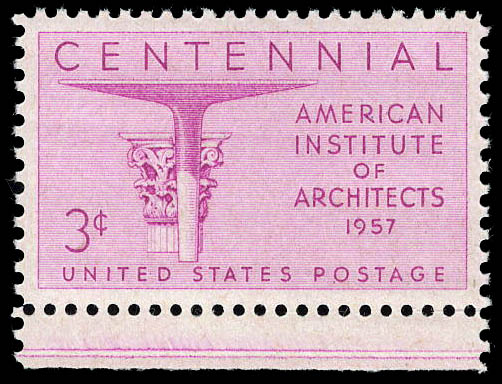 CENTENNIAL
AMERICAN
INSTITUTE
OF
ARCHITECTS
1957
3¢
UNITED STATES POSTAGE